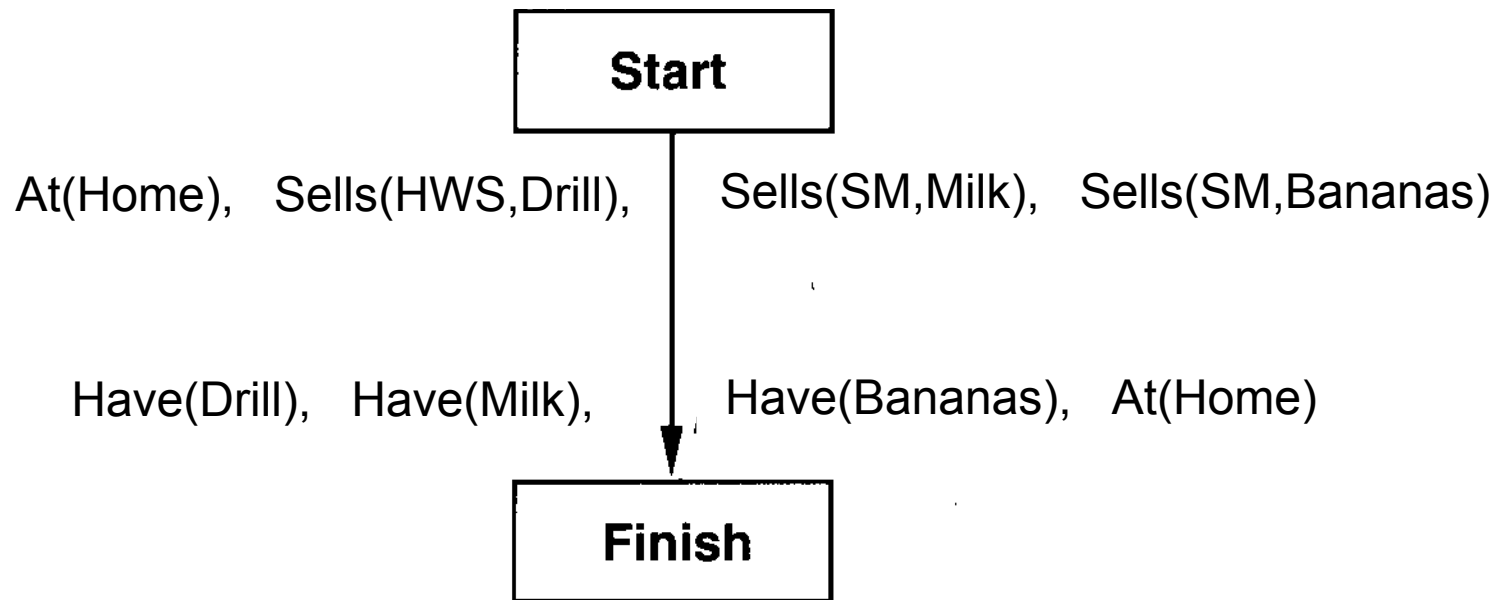 Start
At(Home), Sells(HWS,Drill), Sells(SM,Milk), Sells(SM,Bananas)
Have(Drill), Have(Milk), Have(Bananas), At(Home)
Finish